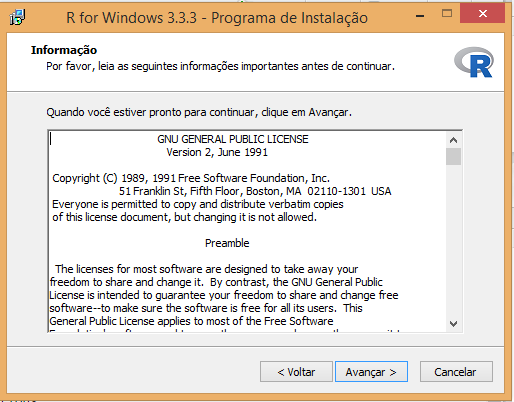 R for Windows 3.3.3 - Programa de Instalação
Informação
Por favor, leia as seguintes informações importantes antes de continuar.
R
Quando você estiver pronto para continuar, clique em Avançar.
GNU GENERAL PUBLIC LICENSE
Version 2, June 1991
Copyright (C) 1989, 1991 Free Software Foundation, Inc.
51 Franklin St, Fifth Floor, Boston, MA 02110-1301 USA
Everyone is permitted to copy and distribute verbatim copies
of this license document, but changing it is not allowed.
Preamble
The licenses for most software are designed to take away your
freedom to share and change it. By contrast, the GNU General Public
License is intended to guarantee your freedom to share and change free
software--to make sure the software is free for all its users. This
General Public License applies to most of the Free Software
< Voltar
Avançar >
Cancelar